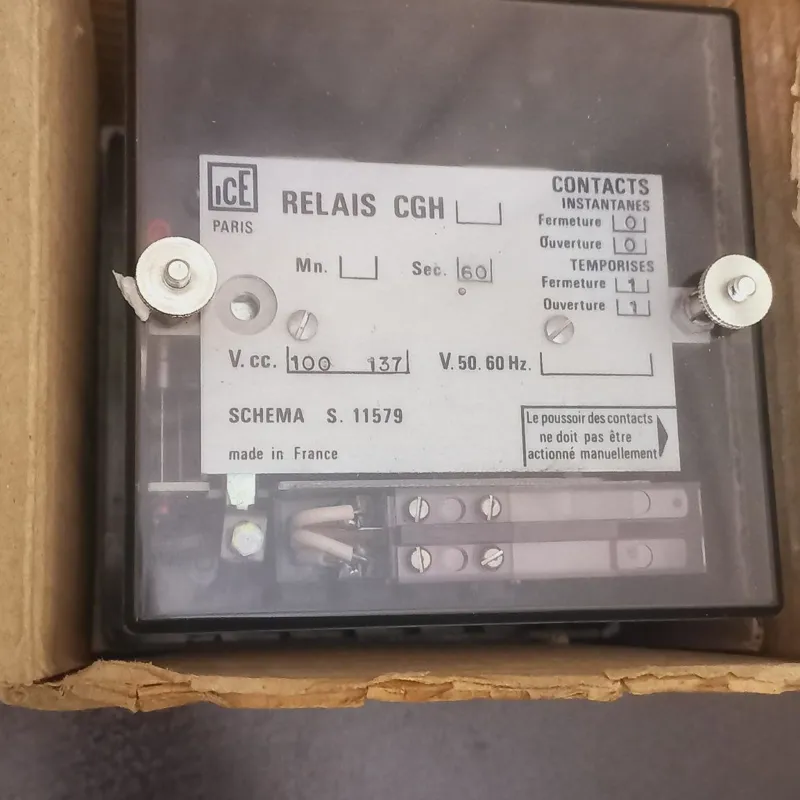 ICE
PARIS
RELAIS CGH
CONTACTS
INSTANTANES
Fermeture 0
Ouverture 0
TEMPORISES
Fermeture 1
Ouverture 1
Mn. Sec. 60
V. cc. 100 137 V. 50. 60 Hz.
SCHEMA S. 11579
made in France
Le poussoir des contacts
ne doit pas être
actionné manuellement